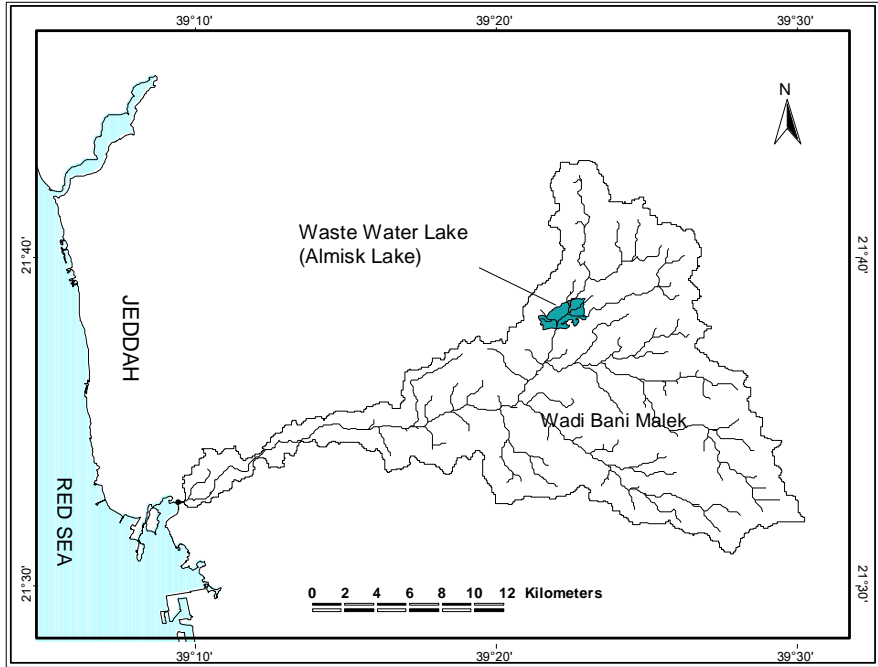 39°10'
39°20'
39°30'
N
Waste Water Lake
(Almisk Lake)
21°40'
21°40'
JEDDAH
Wadi Bani Malek
RED SEA
21°30'
21°30'
0 2 4 6 8 10 12 Kilometers
39°10'
39°20'
39°30'